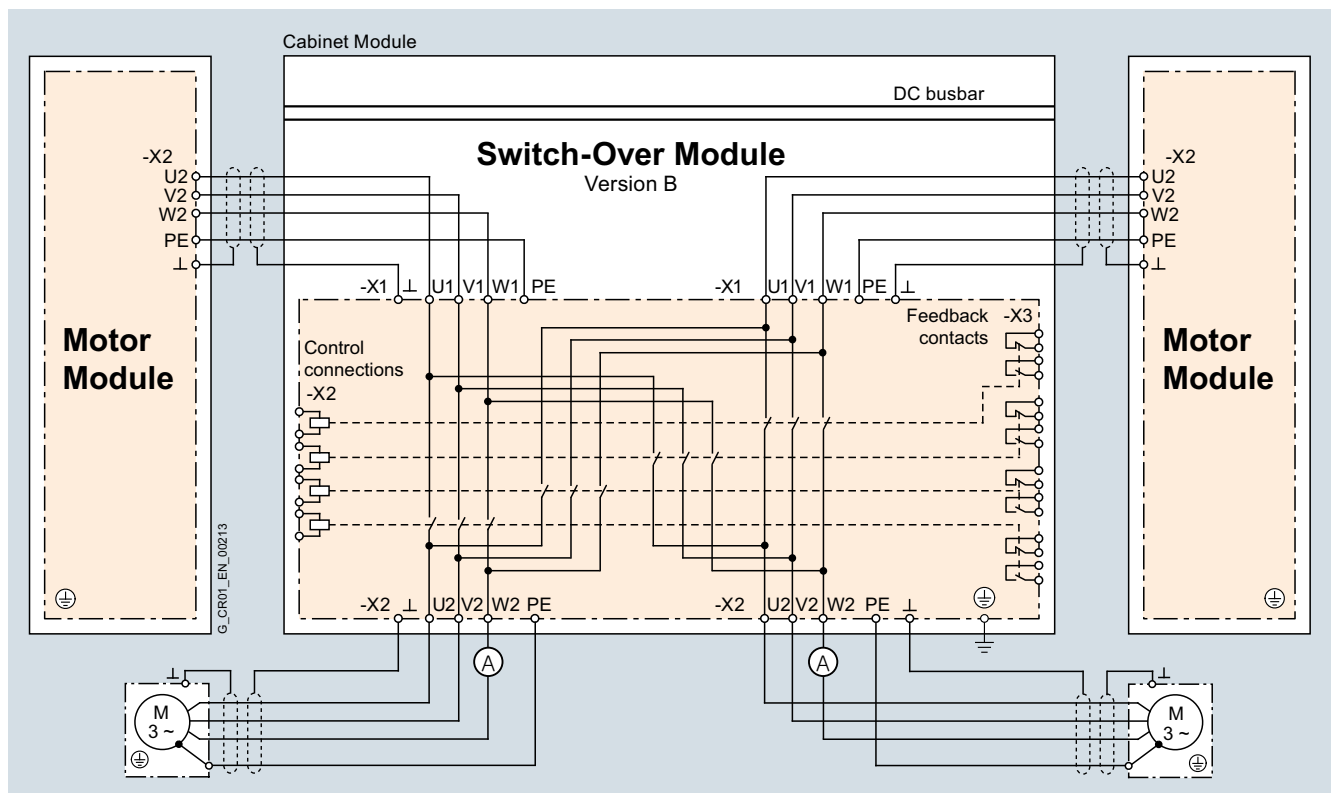 Cabinet Module
DC busbar
Switch-Over Module
Version B
-X2
U2
V2
W2
PE
⊥
Motor
Module
-X2
U2
V2
W2
PE
⊥
Motor
Module
-X1 ⊥ U1 V1 W1 PE
-X1 U1 V1 W1 PE ⊥
Control
connections
-X2
Feedback
contacts
-X3
G_CR01_EN_00213
-X2 ⊥ U2 V2 W2 PE
-X2 U2 V2 W2 PE ⊥
A
A
⊥
M
3 ~
⊥
M
3 ~